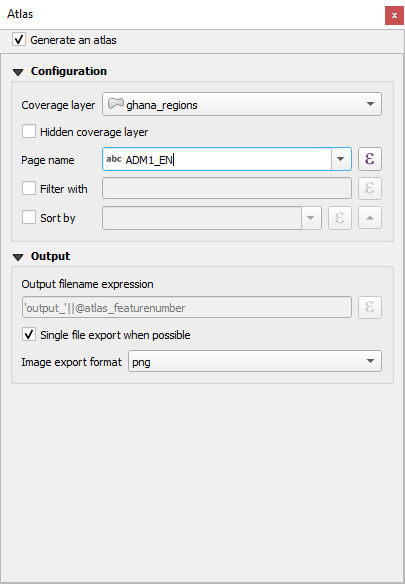 Atlas
x
Generate an atlas
Configuration
Coverage layer ghana_regions
Hidden coverage layer
Page name abc ADM1_EN ε
Filter with ε
Sort by ε
Output
Output filename expression
'output_'||@atlas_featurenumber ε
Single file export when possible
Image export format png